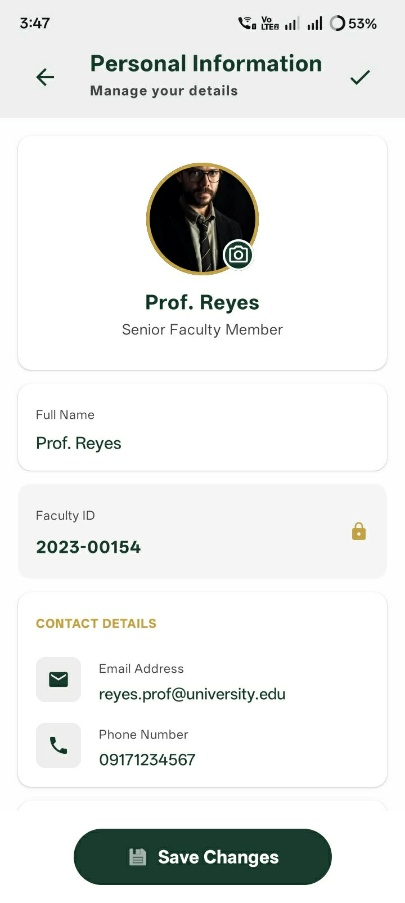 3:47
Vo
LTE
53%
Personal Information
Manage your details
Prof. Reyes
Senior Faculty Member
Full Name
Prof. Reyes
Faculty ID
2023-00154
CONTACT DETAILS
Email Address
reyes.prof@university.edu
Phone Number
09171234567
Save Changes